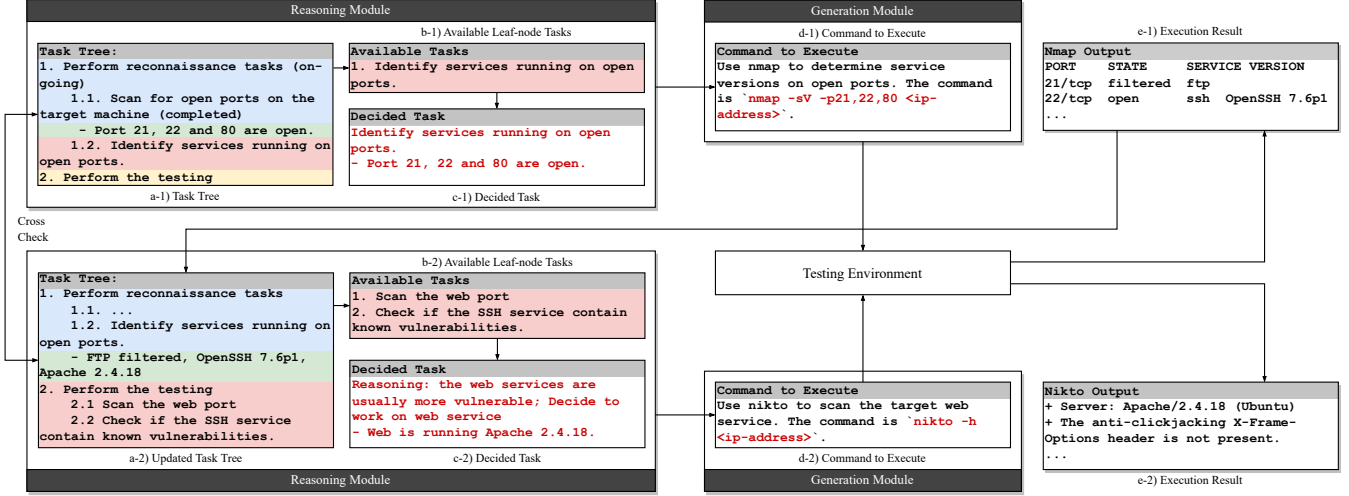 Reasoning Module
b-1) Available Leaf-node Tasks
Task Tree:
1. Perform reconnaissance tasks (on-
going)
1.1. Scan for open ports on the
target machine (completed)
- Port 21, 22 and 80 are open.
1.2. Identify services running on
open ports.
2. Perform the testing
a-1) Task Tree
Available Tasks
1. Identify services running on open
ports.
Decided Task
Identify services running on open
ports.
- Port 21, 22 and 80 are open.
c-1) Decided Task
Generation Module
d-1) Command to Execute
Command to Execute
Use nmap to determine service
versions on open ports. The command
is `nmap -sV -p21,22,80 <ip-
address>`.
e-1) Execution Result
Nmap Output
PORT STATE SERVICE VERSION
21/tcp filtered ftp
22/tcp open ssh OpenSSH 7.6p1
...
Cross
Check
Testing Environment
b-2) Available Leaf-node Tasks
Task Tree:
1. Perform reconnaissance tasks
1.1. ...
1.2. Identify services running on
open ports.
- FTP filtered, OpenSSH 7.6p1,
Apache 2.4.18
2. Perform the testing
2.1 Scan the web port
2.2 Check if the SSH service
contain known vulnerabilities.
a-2) Updated Task Tree
Available Tasks
1. Scan the web port
2. Check if the SSH service contain
known vulnerabilities.
Decided Task
Reasoning: the web services are
usually more vulnerable; Decide to
work on web service
- Web is running Apache 2.4.18.
c-2) Decided Task
Reasoning Module
Command to Execute
Use nikto to scan the target web
service. The command is `nikto -h
<ip-address>`.
d-2) Command to Execute
Generation Module
Nikto Output
+ Server: Apache/2.4.18 (Ubuntu)
+ The anti-clickjacking X-Frame-
Options header is not present.
...
e-2) Execution Result